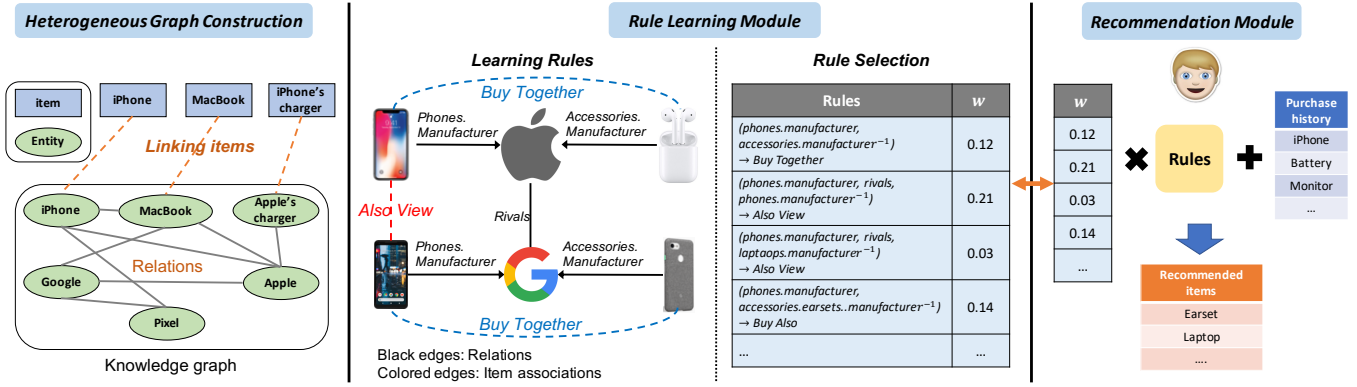 Heterogeneous Graph Construction
item
Entity
iPhone
MacBook
iPhone's
charger
Linking items
iPhone
MacBook
Apple's
charger
Relations
Google
Apple
Pixel
Knowledge graph
Rule Learning Module
Learning Rules
Buy Together
Phones.
Manufacturer
Accessories.
Manufacturer
Also View
Rivals
Phones.
Manufacturer
Accessories.
Manufacturer
Buy Together
Black edges: Relations
Colored edges: Item associations
Rule Selection
Rules w
(phones.manufacturer,
accessories.manufacturer⁻¹)
→ Buy Together
0.12
(phones.manufacturer, rivals,
phones.manufacturer⁻¹)
→ Also View
0.21
(phones.manufacturer, rivals,
laptaops.manufacturer⁻¹)
→ Also View
0.03
(phones.manufacturer,
accessories.earsets..manufacturer⁻¹)
→ Buy Also
0.14
... ...
Recommendation Module
w
0.12
0.21
0.03
0.14
...
Rules
Purchase
history
iPhone
Battery
Monitor
...
Recommended
items
Earset
Laptop
....